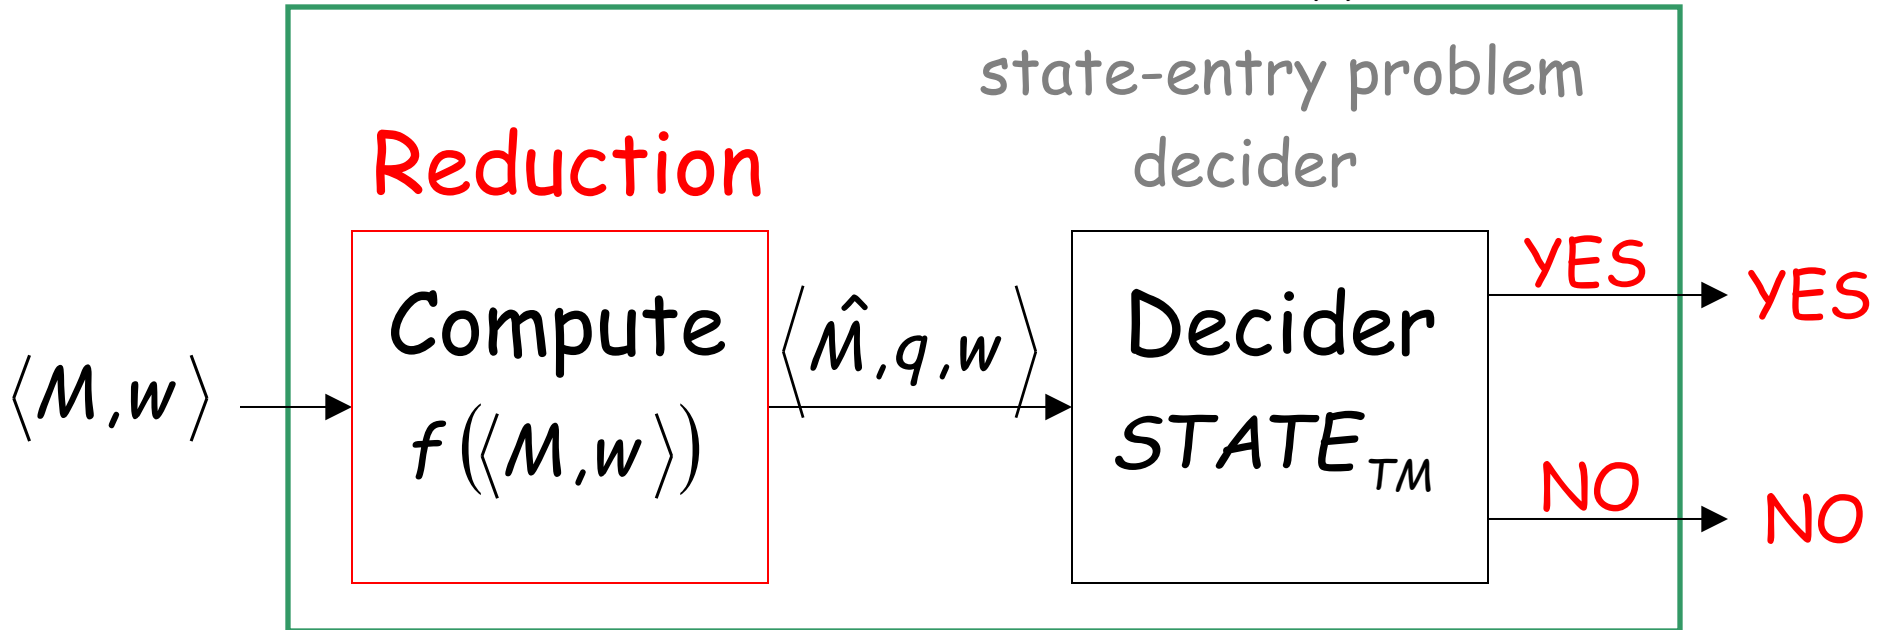 state-entry problem
decider
Reduction
Compute
f(⟨M,w⟩)
⟨M,w⟩
⟨M̂,q,w⟩
Decider
STATE_TM
YES
YES
NO
NO